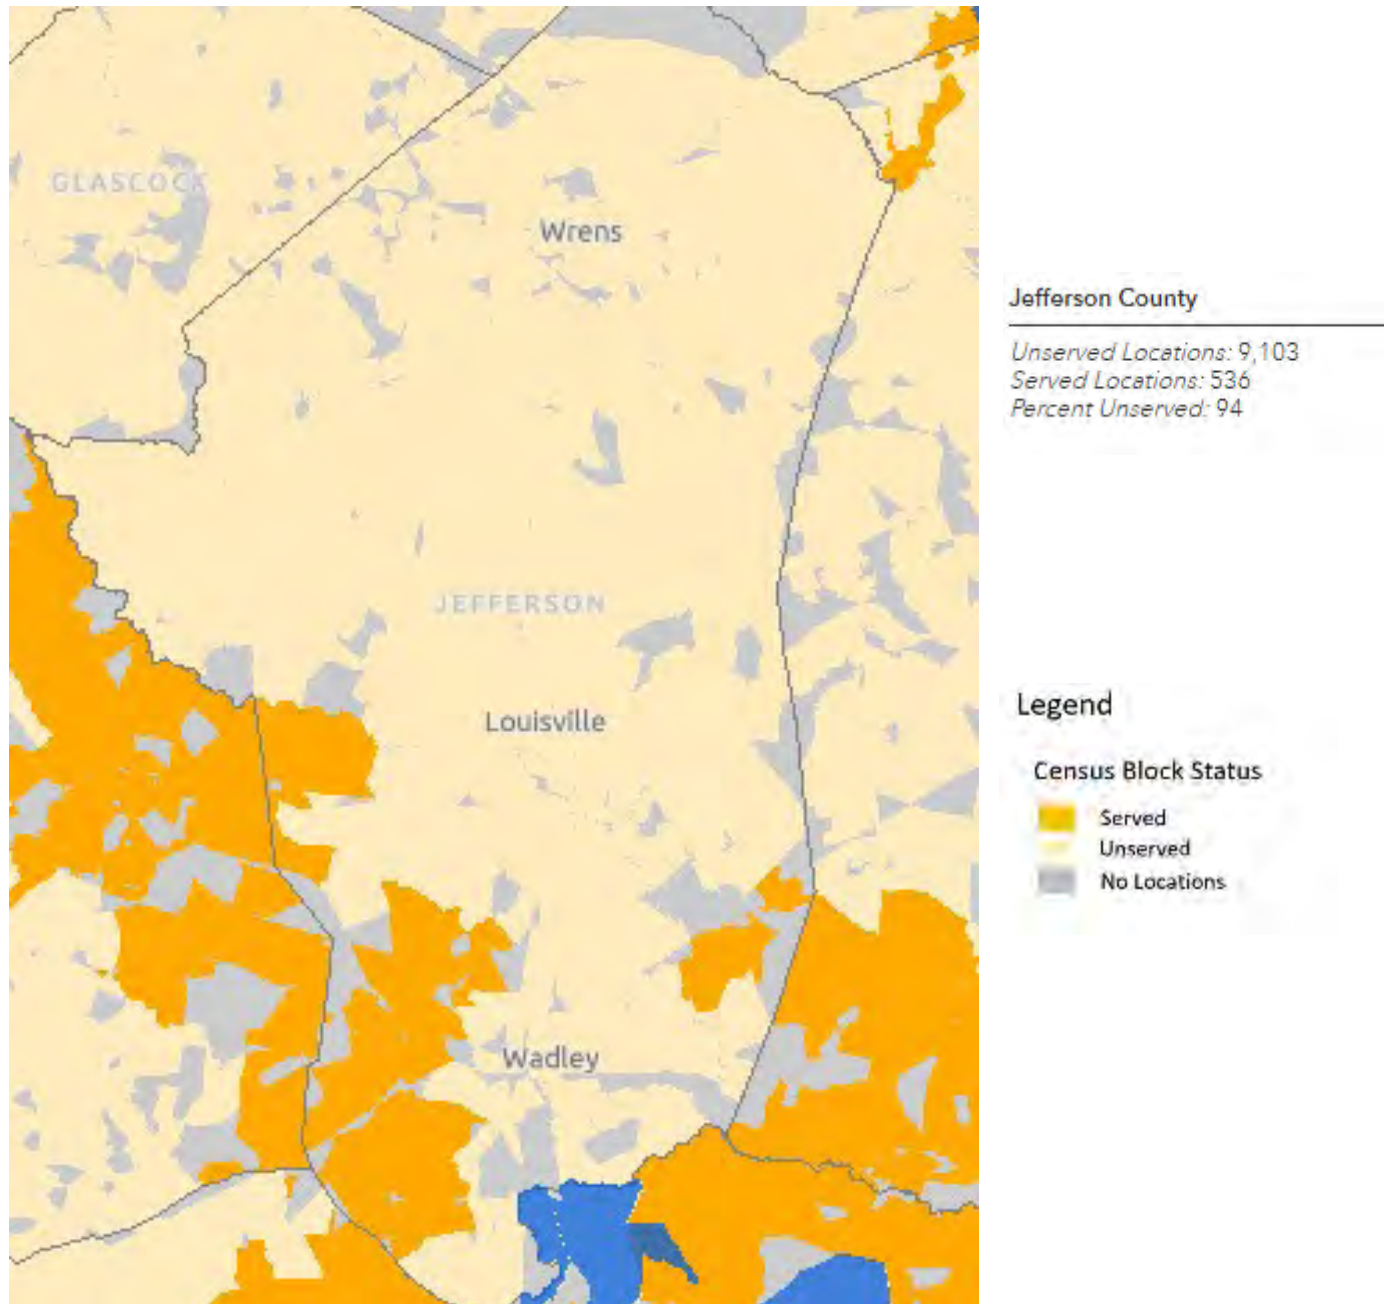 GLASCOCK
Wrens
JEFFERSON
Louisville
Wadley
Jefferson County
Unserved Locations: 9,103
Served Locations: 536
Percent Unserved: 94
Legend
Census Block Status
Served
Unserved
No Locations